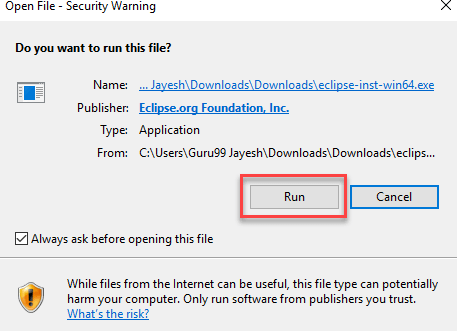 Open File - Security Warning
Do you want to run this file?
Name: ... Jayesh\Downloads\Downloads\eclipse-inst-win64.exe
Publisher: Eclipse.org Foundation, Inc.
Type: Application
From: C:\Users\Guru99 Jayesh\Downloads\Downloads\eclips...
Run Cancel
Always ask before opening this file
While files from the Internet can be useful, this file type can potentially
harm your computer. Only run software from publishers you trust.
What's the risk?